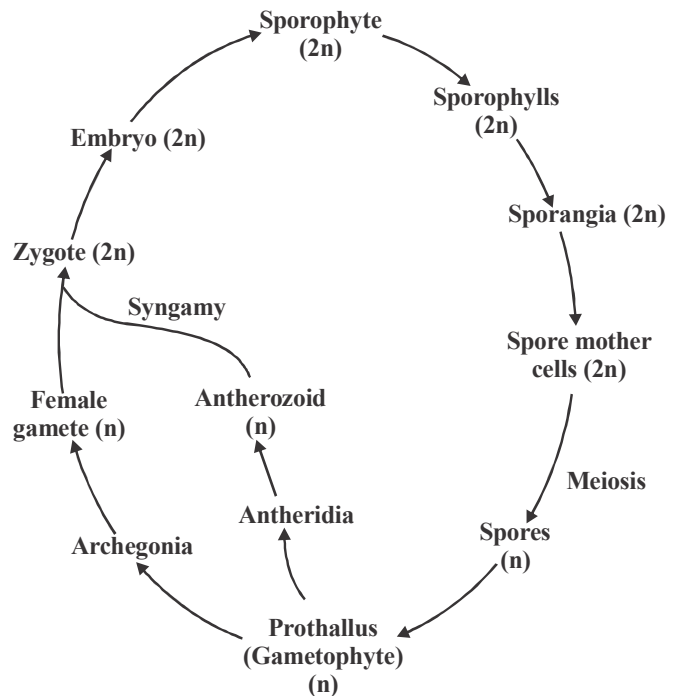 Sporophyte
(2n)
Sporophylls
(2n)
Embryo (2n)
Sporangia (2n)
Zygote (2n)
Syngamy
Spore mother
cells (2n)
Female
gamete (n)
Antherozoid
(n)
Meiosis
Antheridia
Archegonia
Spores
(n)
Prothallus
(Gametophyte)
(n)